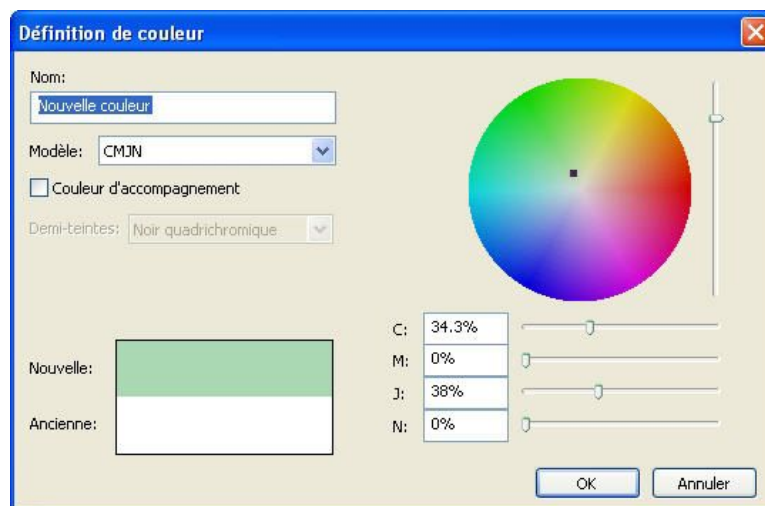 Définition de couleur
Nom:
Nouvelle couleur
Modèle: CMJN
Couleur d'accompagnement
Demi-teintes: Noir quadrichromique
C: 34.3%
M: 0%
J: 38%
N: 0%
Nouvelle:
Ancienne:
OK Annuler